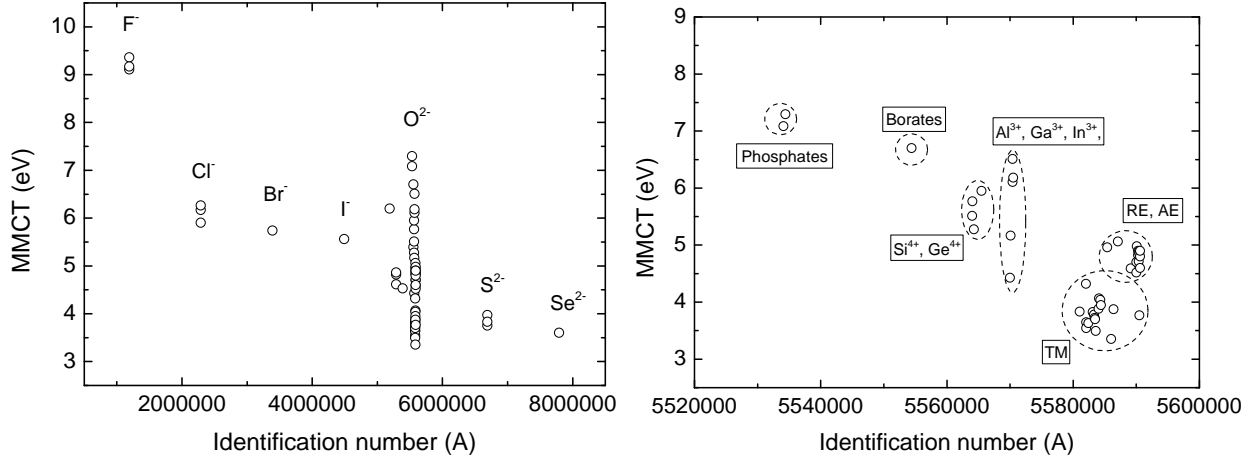 F⁻
Cl⁻
Br⁻
I⁻
O²⁻
S²⁻
Se²⁻
10
9
8
7
6
5
4
3
MMCT (eV)
2000000 4000000 6000000 8000000
Identification number (A)
Phosphates
Borates
Al³⁺, Ga³⁺, In³⁺,
Si⁴⁺, Ge⁴⁺
RE, AE
TM
9
8
7
6
5
4
3
MMCT (eV)
5520000 5540000 5560000 5580000 5600000
Identification number (A)